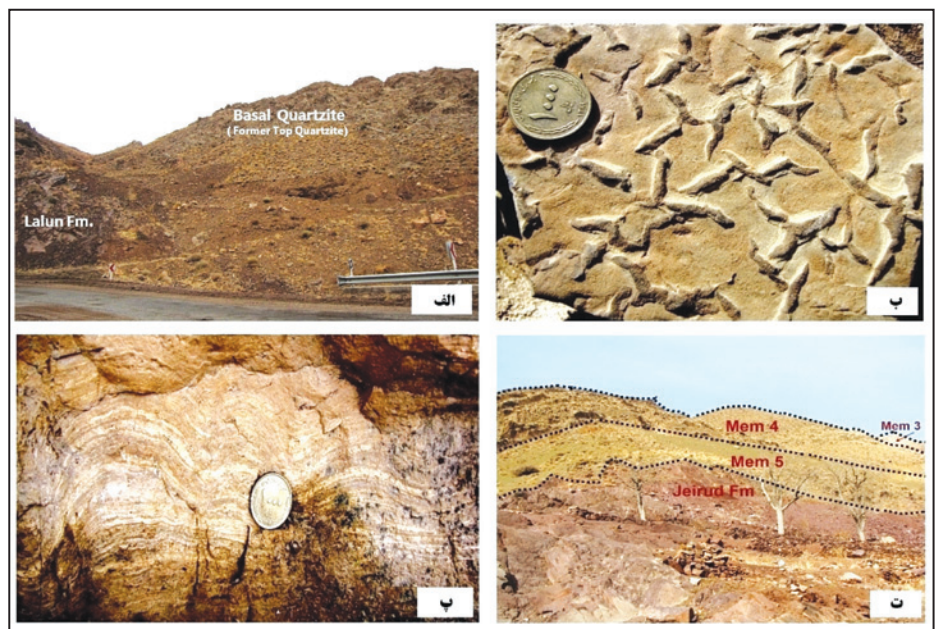 Basal Quartzite
( Former Top Quartzite)
Lalun Fm.
الف
ب
پ
Mem 4
Mem 3
Mem 5
Jeirud Fm
ت